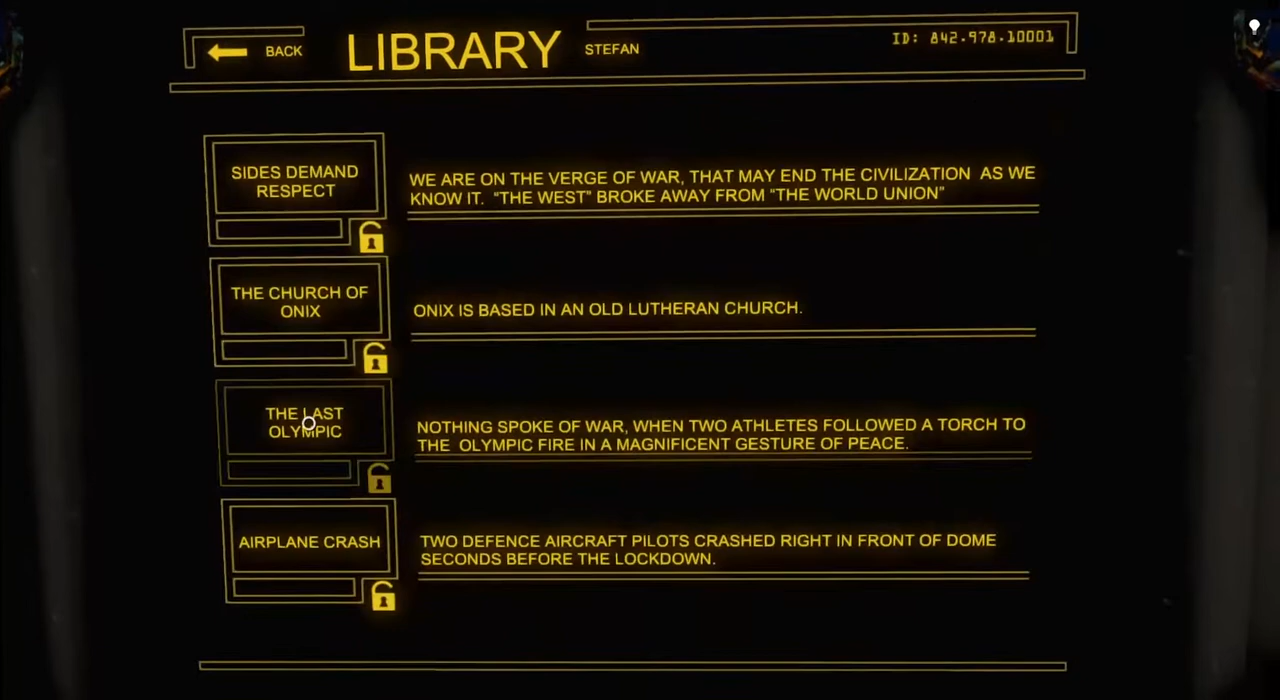 BACK LIBRARY STEFAN ID: 842.978.10001
SIDES DEMAND
RESPECT
WE ARE ON THE VERGE OF WAR, THAT MAY END THE CIVILIZATION AS WE
KNOW IT. "THE WEST" BROKE AWAY FROM "THE WORLD UNION"
THE CHURCH OF
ONIX
ONIX IS BASED IN AN OLD LUTHERAN CHURCH.
THE LAST
OLYMPIC
NOTHING SPOKE OF WAR, WHEN TWO ATHLETES FOLLOWED A TORCH TO
THE OLYMPIC FIRE IN A MAGNIFICENT GESTURE OF PEACE.
AIRPLANE CRASH
TWO DEFENCE AIRCRAFT PILOTS CRASHED RIGHT IN FRONT OF DOME
SECONDS BEFORE THE LOCKDOWN.